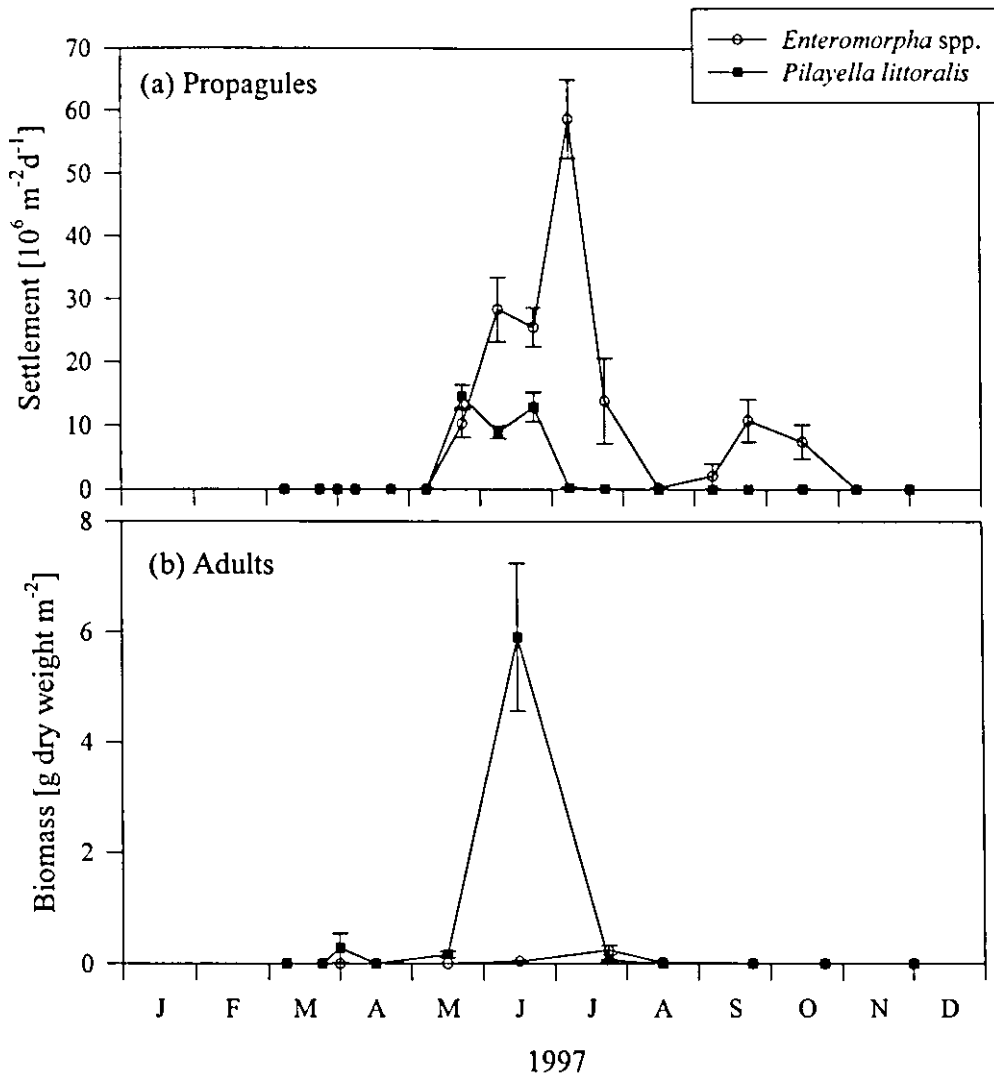 Enteromorpha spp.
Pilayella littoralis
(a) Propagules
Settlement [10⁶ m⁻²d⁻¹]
70
60
50
40
30
20
10
0
(b) Adults
Biomass [g dry weight m⁻²]
8
6
4
2
0
J F M A M J J A S O N D
1997